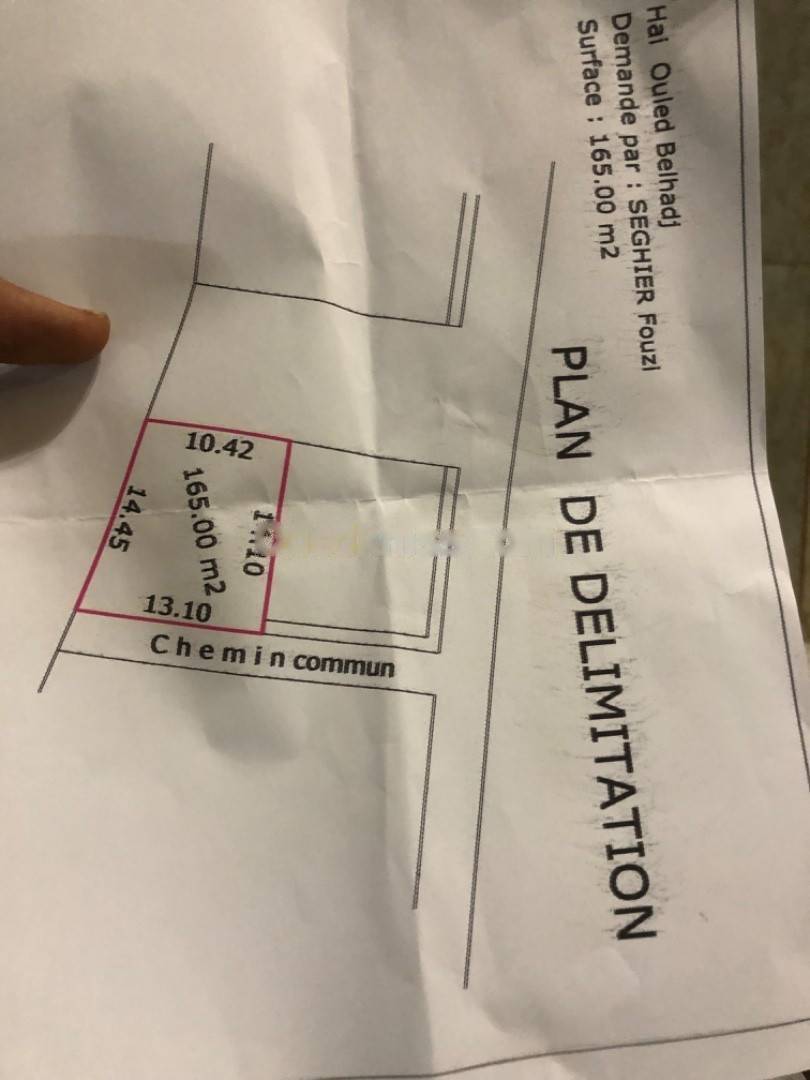 Hai Ouled Belhadj
Demande par : SEGHIER Fouzi
Surface : 165.00 m2
PLAN DE DELIMITATION
10.42
165.00 m2
14.45
13.10
Chemin commun